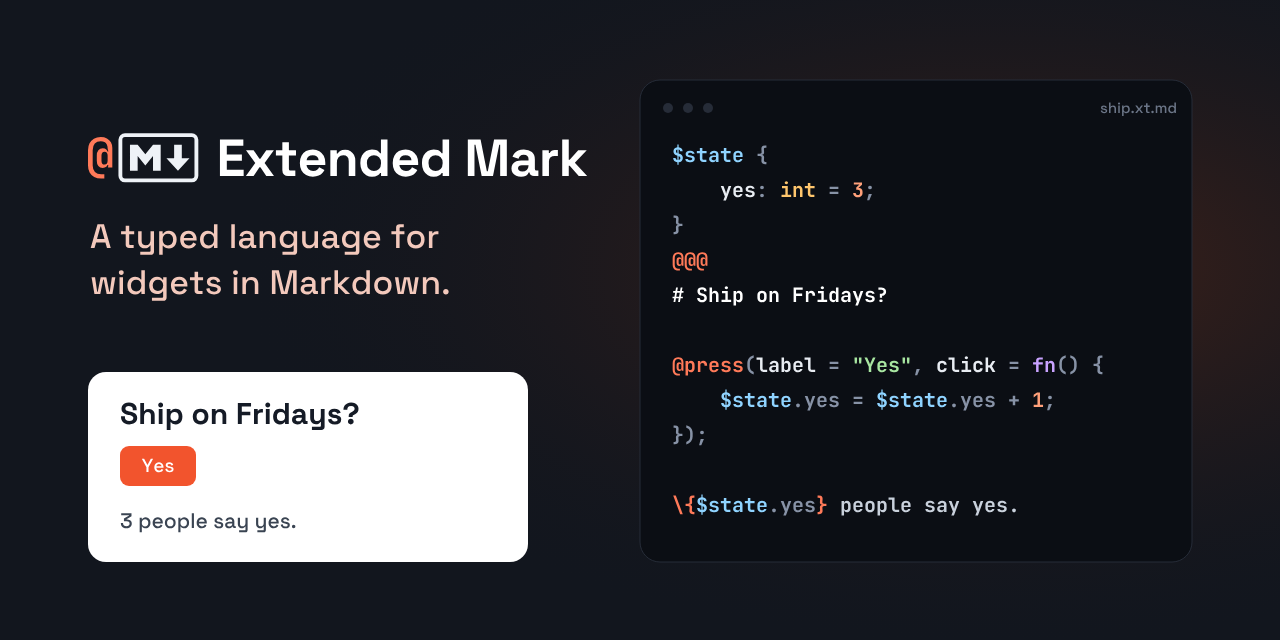 @M↓ Extended Mark
A typed language for
widgets in Markdown.
Ship on Fridays?
Yes
3 people say yes.
ship.xt.md
$state {
    yes: int = 3;
}
@@@
# Ship on Fridays?

@press(label = "Yes", click = fn() {
    $state.yes = $state.yes + 1;
});

\{$state.yes} people say yes.